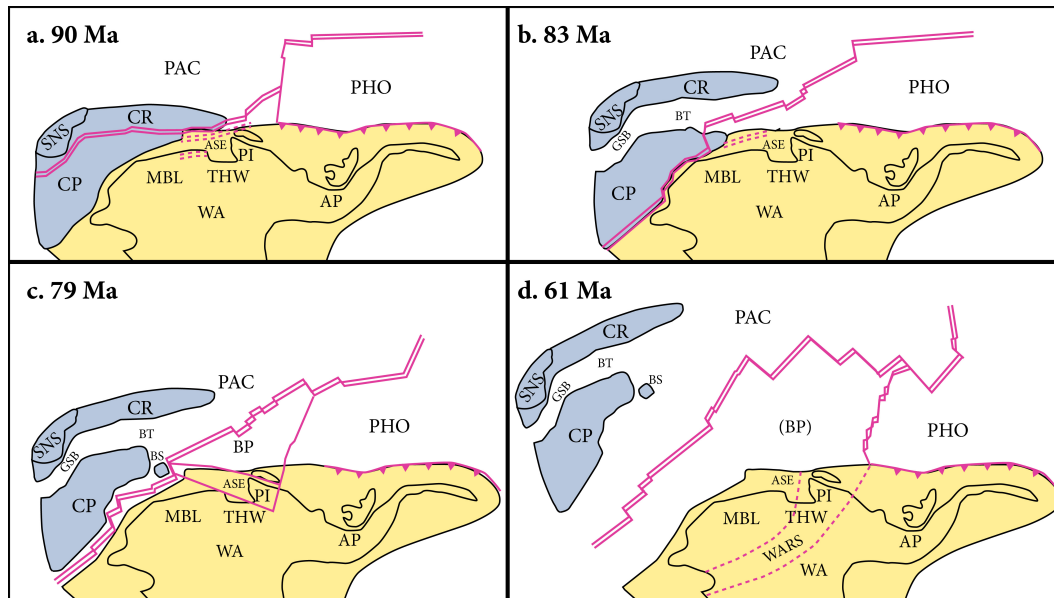 a. 90 Ma
PAC
PHO
CR
SNS
ASE
PI
CP
MBL
THW
AP
WA
b. 83 Ma
PAC
PHO
CR
SNS
BT
GSB
ASE
PI
CP
MBL
THW
AP
WA
c. 79 Ma
PAC
CR
SNS
BT
PHO
GSB
BS
BP
CP
ASE
PI
MBL
THW
AP
WA
d. 61 Ma
PAC
CR
SNS
BT
GSB
BS
CP
(BP)
PHO
ASE
PI
MBL
THW
WARS
AP
WA